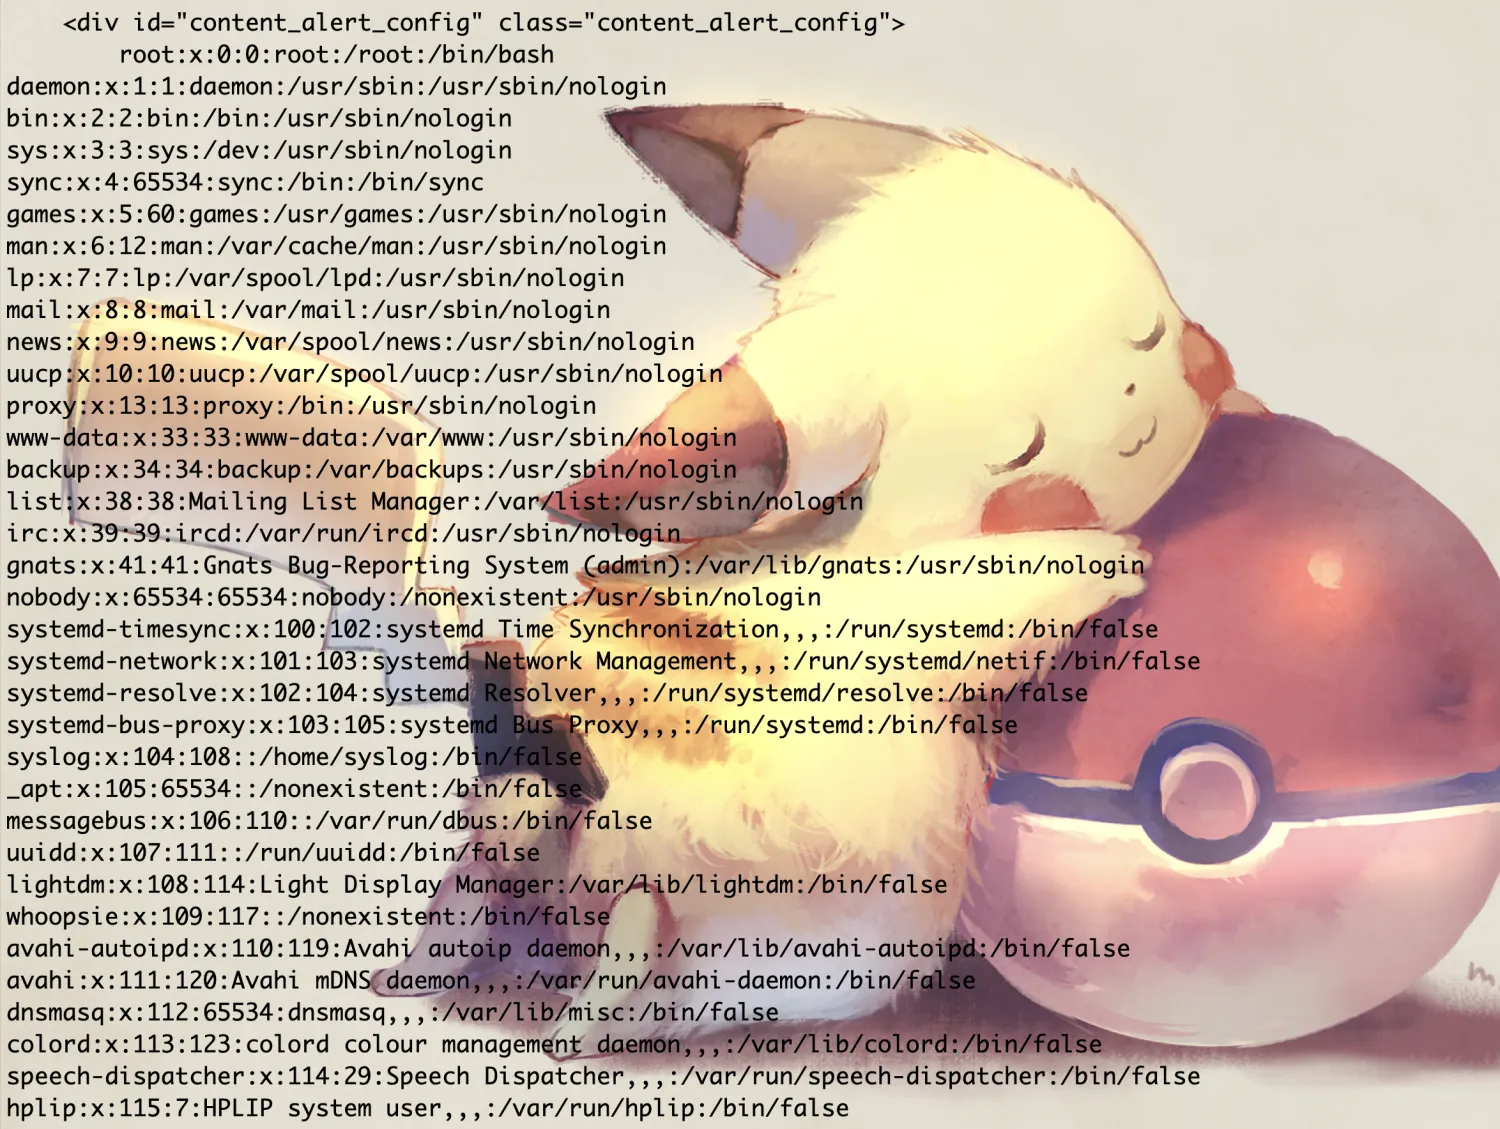 <div id="content_alert_config" class="content_alert_config">
root:x:0:0:root:/root:/bin/bash
daemon:x:1:1:daemon:/usr/sbin:/usr/sbin/nologin
bin:x:2:2:bin:/bin:/usr/sbin/nologin
sys:x:3:3:sys:/dev:/usr/sbin/nologin
sync:x:4:65534:sync:/bin:/bin/sync
games:x:5:60:games:/usr/games:/usr/sbin/nologin
man:x:6:12:man:/var/cache/man:/usr/sbin/nologin
lp:x:7:7:lp:/var/spool/lpd:/usr/sbin/nologin
mail:x:8:8:mail:/var/mail:/usr/sbin/nologin
news:x:9:9:news:/var/spool/news:/usr/sbin/nologin
uucp:x:10:10:uucp:/var/spool/uucp:/usr/sbin/nologin
proxy:x:13:13:proxy:/bin:/usr/sbin/nologin
www-data:x:33:33:www-data:/var/www:/usr/sbin/nologin
backup:x:34:34:backup:/var/backups:/usr/sbin/nologin
list:x:38:38:Mailing List Manager:/var/list:/usr/sbin/nologin
irc:x:39:39:ircd:/var/run/ircd:/usr/sbin/nologin
gnats:x:41:41:Gnats Bug-Reporting System (admin):/var/lib/gnats:/usr/sbin/nologin
nobody:x:65534:65534:nobody:/nonexistent:/usr/sbin/nologin
systemd-timesync:x:100:102:systemd Time Synchronization,,,:/run/systemd:/bin/false
systemd-network:x:101:103:systemd Network Management,,,:/run/systemd/netif:/bin/false
systemd-resolve:x:102:104:systemd Resolver,,,:/run/systemd/resolve:/bin/false
systemd-bus-proxy:x:103:105:systemd Bus Proxy,,,:/run/systemd:/bin/false
syslog:x:104:108::/home/syslog:/bin/false
_apt:x:105:65534::/nonexistent:/bin/false
messagebus:x:106:110::/var/run/dbus:/bin/false
uuidd:x:107:111::/run/uuidd:/bin/false
lightdm:x:108:114:Light Display Manager:/var/lib/lightdm:/bin/false
whoopsie:x:109:117::/nonexistent:/bin/false
avahi-autoipd:x:110:119:Avahi autoip daemon,,,:/var/lib/avahi-autoipd:/bin/false
avahi:x:111:120:Avahi mDNS daemon,,,:/var/run/avahi-daemon:/bin/false
dnsmasq:x:112:65534:dnsmasq,,,:/var/lib/misc:/bin/false
colord:x:113:123:colord colour management daemon,,,:/var/lib/colord:/bin/false
speech-dispatcher:x:114:29:Speech Dispatcher,,,:/var/run/speech-dispatcher:/bin/false
hplip:x:115:7:HPLIP system user,,,:/var/run/hplip:/bin/false